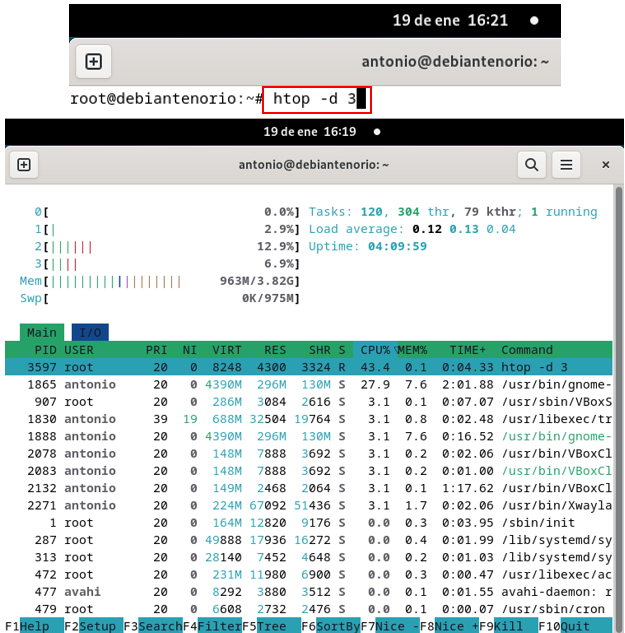 19 de ene 16:21
antonio@debiantenorio: ~
root@debiantenorio:~# htop -d 3
19 de ene 16:19
antonio@debiantenorio: ~
0[ 0.0%] Tasks: 120, 304 thr, 79 kthr; 1 running
1[| 2.9%] Load average: 0.12 0.13 0.04
2[|||||| 12.9%] Uptime: 04:09:59
3[|||| 6.9%]
Mem[|||||||||||||||||| 963M/3.82G]
Swp[ 0K/975M]
Main I/O
PID USER PRI NI VIRT RES SHR S CPU%▽MEM% TIME+ Command
3597 root 20 0 8248 4300 3324 R 43.4 0.1 0:04.33 htop -d 3
1865 antonio 20 0 4390M 296M 130M S 27.9 7.6 2:01.88 /usr/bin/gnome-
907 root 20 0 286M 3084 2616 S 3.1 0.1 0:07.07 /usr/sbin/VBoxS
1830 antonio 39 19 688M 32504 19764 S 3.1 0.8 0:02.48 /usr/libexec/tr
1888 antonio 20 0 4390M 296M 130M S 3.1 7.6 0:16.52 /usr/bin/gnome-
2078 antonio 20 0 148M 7888 3692 S 3.1 0.2 0:02.06 /usr/bin/VBoxCl
2083 antonio 20 0 148M 7888 3692 S 3.1 0.2 0:01.00 /usr/bin/VBoxCl
2132 antonio 20 0 149M 2468 2064 S 3.1 0.1 1:17.62 /usr/bin/VBoxCl
2271 antonio 20 0 224M 67092 51436 S 3.1 1.7 0:02.06 /usr/bin/Xwayla
1 root 20 0 164M 12820 9176 S 0.0 0.3 0:03.95 /sbin/init
287 root 20 0 49888 17936 16272 S 0.0 0.4 0:01.99 /lib/systemd/sy
313 root 20 0 28140 7452 4648 S 0.0 0.2 0:01.03 /lib/systemd/sy
472 root 20 0 231M 11980 6900 S 0.0 0.3 0:00.47 /usr/libexec/ac
477 avahi 20 0 8292 3880 3512 S 0.0 0.1 0:01.55 avahi-daemon: r
479 root 20 0 6608 2732 2476 S 0.0 0.1 0:00.07 /usr/sbin/cron
F1Help F2Setup F3SearchF4FilterF5Tree F6SortByF7Nice -F8Nice +F9Kill F10Quit